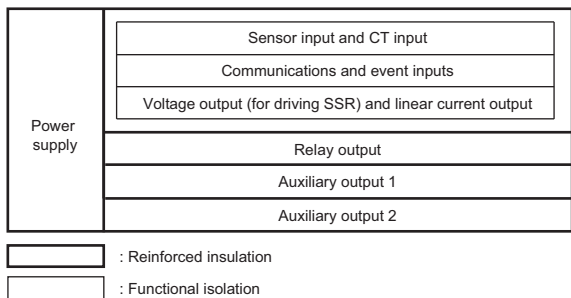 Sensor input and CT input
Communications and event inputs
Voltage output (for driving SSR) and linear current output
Power
supply
Relay output
Auxiliary output 1
Auxiliary output 2
: Reinforced insulation
: Functional isolation